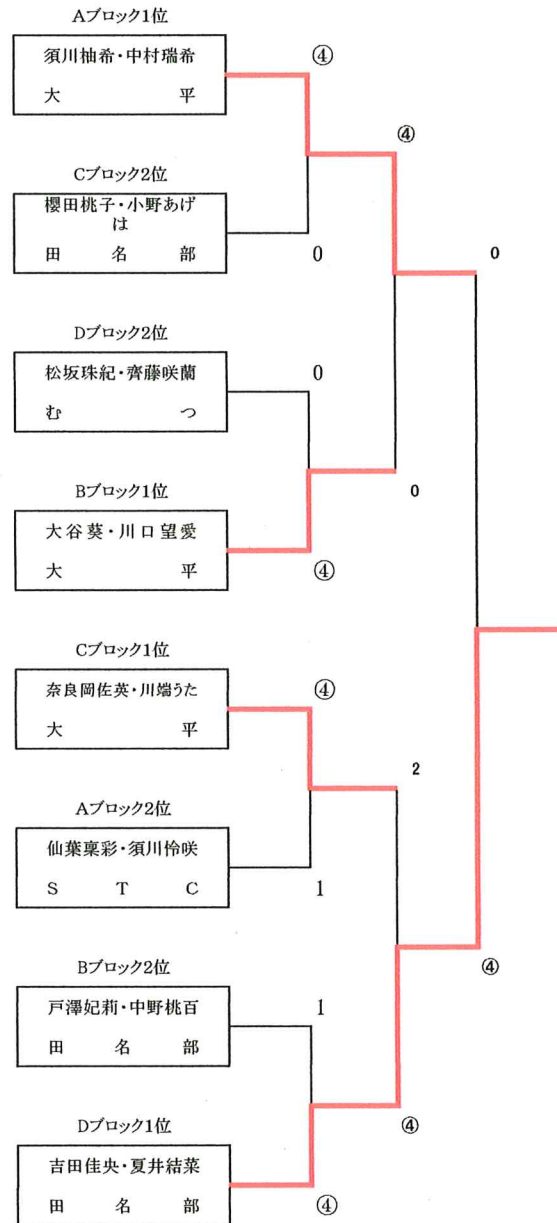 Aブロック1位
須川柚希・中村瑞希
大 平
④
④
Cブロック2位
櫻田桃子・小野あげ
は
田 名 部
0
0
Dブロック2位
松坂珠紀・齊藤咲蘭
む つ
0
Bブロック1位
大谷葵・川口望愛
大 平
0
④
Cブロック1位
奈良岡佐英・川端うた
大 平
④
2
Aブロック2位
仙葉稟彩・須川怜咲
S T C
1
Bブロック2位
戸澤妃莉・中野桃百
田 名 部
1
④
Dブロック1位
吉田佳央・夏井結菜
田 名 部
④
④